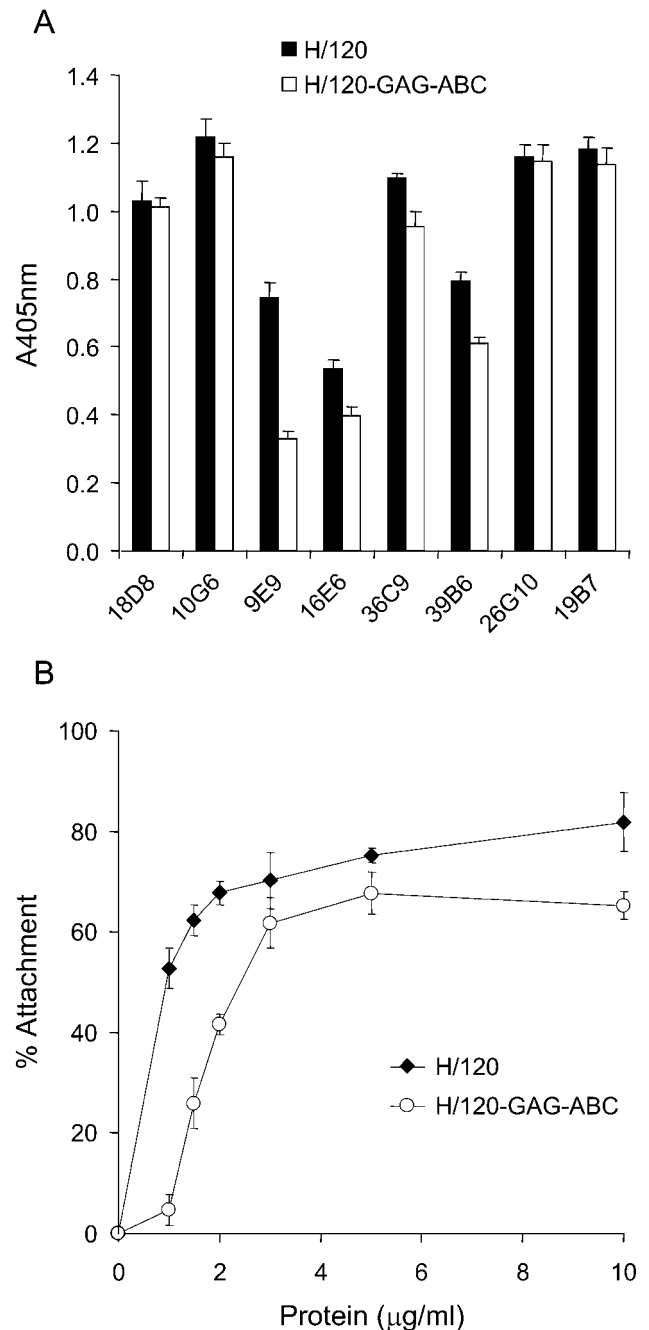 A
H/120
H/120-GAG-ABC
1.4
1.2
1.0
0.8
0.6
0.4
0.2
0.0
A405nm
18D8
10G6
9E9
16E6
36C9
39B6
26G10
19B7
B
100
80
60
40
20
0
% Attachment
H/120
H/120-GAG-ABC
0
2
4
6
8
10
Protein (μg/ml)